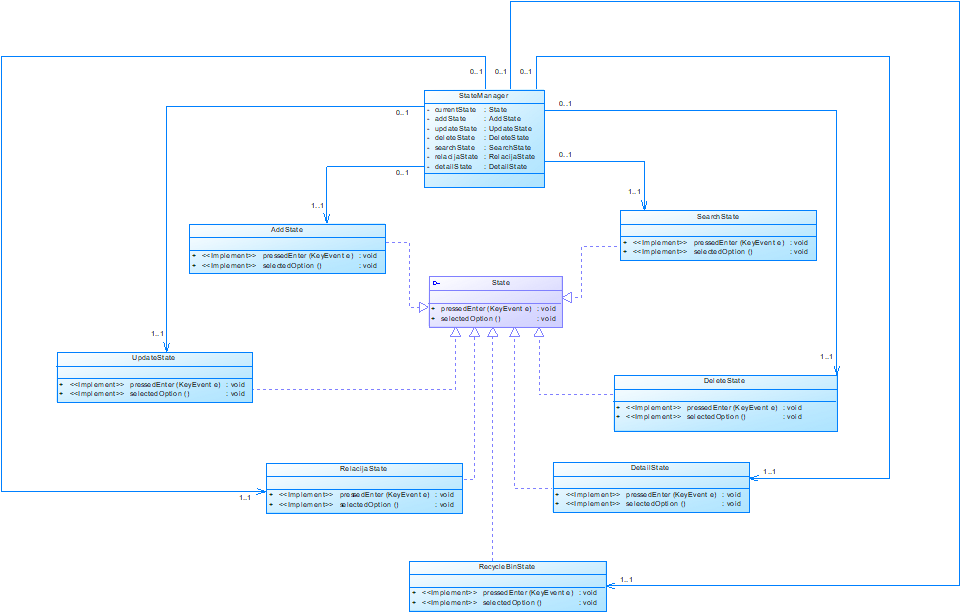 0..1 0..1 0..1
StateManager
- currentState : State
- addState : AddState
- updateState : UpdateState
- deleteState : DeleteState
- searchState : SearchState
- relacijaState : RelacijaState
- detailState : DetailState
0..1
0..1
0..1
0..1
1..1
1..1
AddState
+ <<Implement>> pressedEnter (KeyEvent e) : void
+ <<Implement>> selectedOption () : void
SearchState
+ <<Implement>> pressedEnter (KeyEvent e) : void
+ <<Implement>> selectedOption () : void
State
+ pressedEnter (KeyEvent e) : void
+ selectedOption () : void
1..1
UpdateState
+ <<Implement>> pressedEnter (KeyEvent e) : void
+ <<Implement>> selectedOption () : void
1..1
DeleteState
+ <<Implement>> pressedEnter (KeyEvent e) : void
+ <<Implement>> selectedOption () : void
RelacijaState
+ <<Implement>> pressedEnter (KeyEvent e) : void
+ <<Implement>> selectedOption () : void
1..1
DetailState
+ <<Implement>> pressedEnter (KeyEvent e) : void
+ <<Implement>> selectedOption () : void
1..1
RecycleBinState
+ <<Implement>> pressedEnter (KeyEvent e) : void
+ <<Implement>> selectedOption () : void
1..1